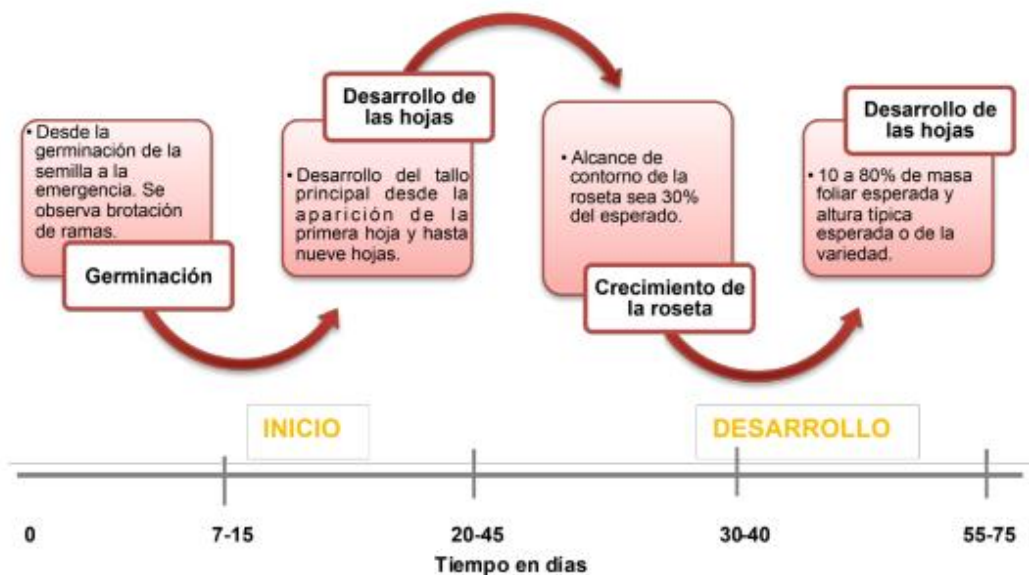 • Desde la
germinación de la
semilla a la
emergencia. Se
observa brotación
de ramas.
Germinación
Desarrollo de
las hojas
• Desarrollo del tallo
principal desde la
aparición de la
primera hoja y hasta
nueve hojas.
• Alcance de
contorno de la
roseta sea 30%
del esperado.
Crecimiento de
la roseta
Desarrollo de
las hojas
• 10 a 80% de masa
foliar esperada y
altura típica
esperada o de la
variedad.
INICIO
DESARROLLO
0 7-15 20-45 30-40 55-75
Tiempo en días